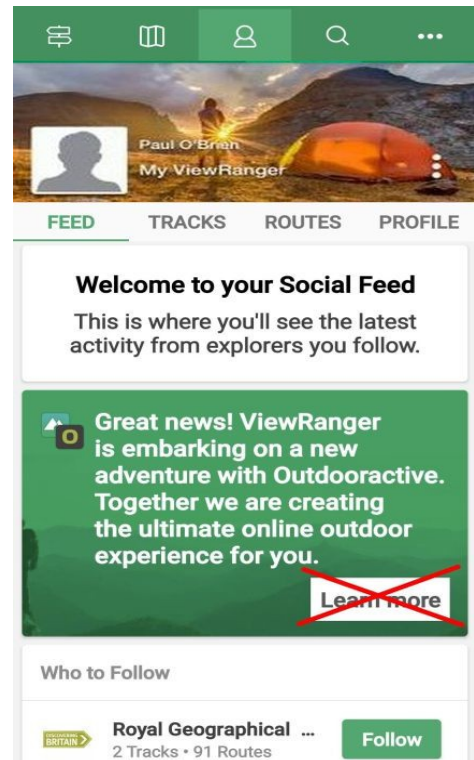 Paul O'Brien
My ViewRanger
FEED TRACKS ROUTES PROFILE
Welcome to your Social Feed
This is where you'll see the latest
activity from explorers you follow.
Great news! ViewRanger
is embarking on a new
adventure with Outdooractive.
Together we are creating
the ultimate online outdoor
experience for you.
Learn more
Who to Follow
DISCOVERING
BRITAIN
Royal Geographical ...
2 Tracks • 91 Routes
Follow